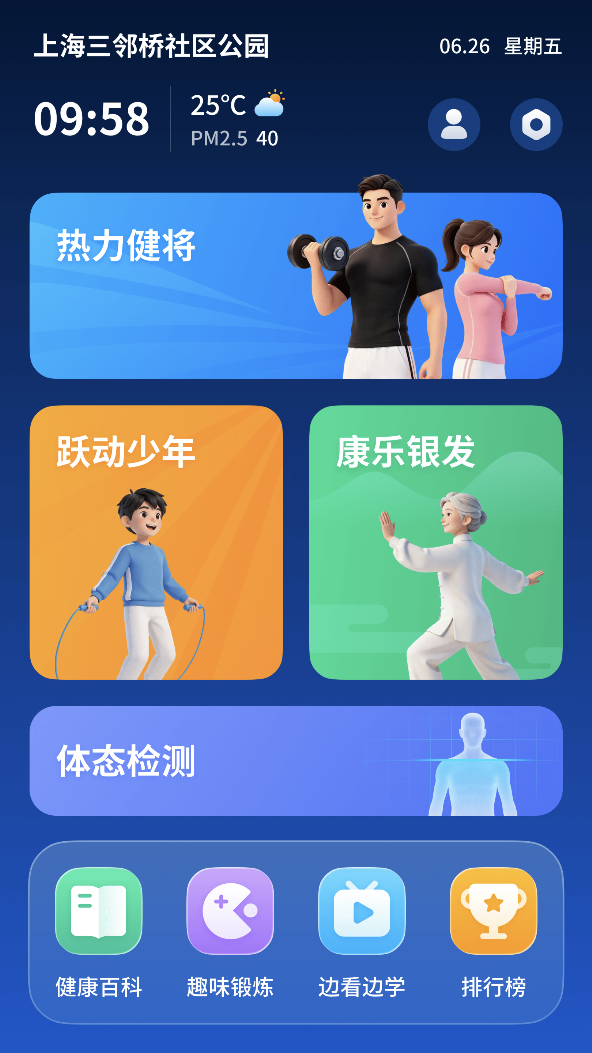 上海三邻桥社区公园
06.26 星期五
09:58
25°C
PM2.5 40
热力健将
跃动少年
康乐银发
体态检测
健康百科
趣味锻炼
边看边学
排行榜